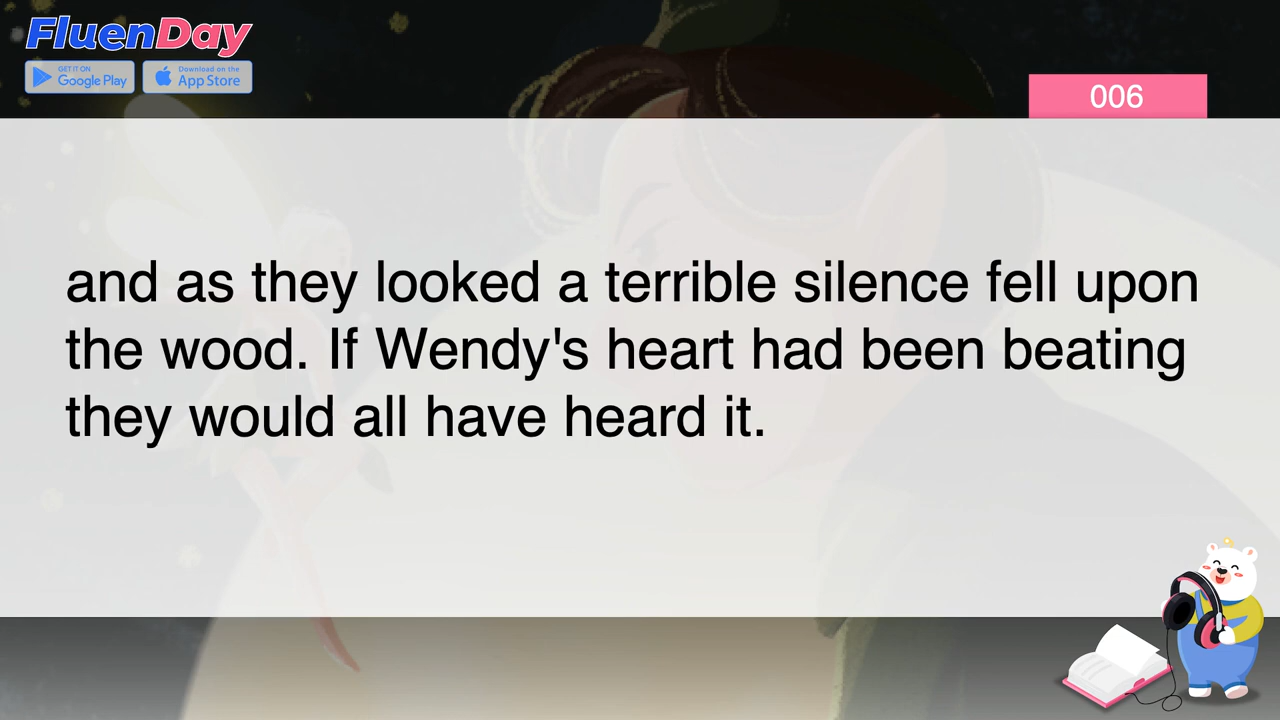 FluenDay
GET IT ON
Google Play
Download on the
App Store
006
and as they looked a terrible silence fell upon
the wood. If Wendy's heart had been beating
they would all have heard it.